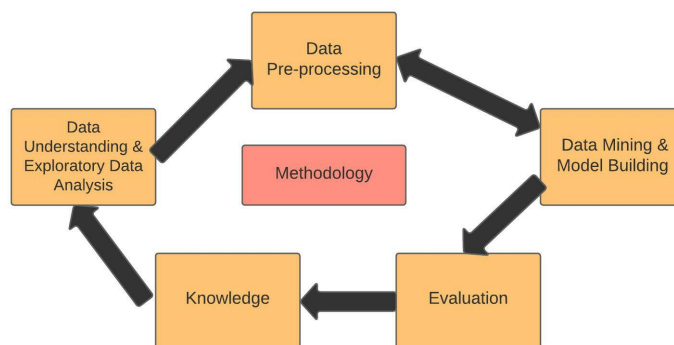 Data
Pre-processing
Data
Understanding &
Exploratory Data
Analysis
Data Mining &
Model Building
Methodology
Knowledge
Evaluation